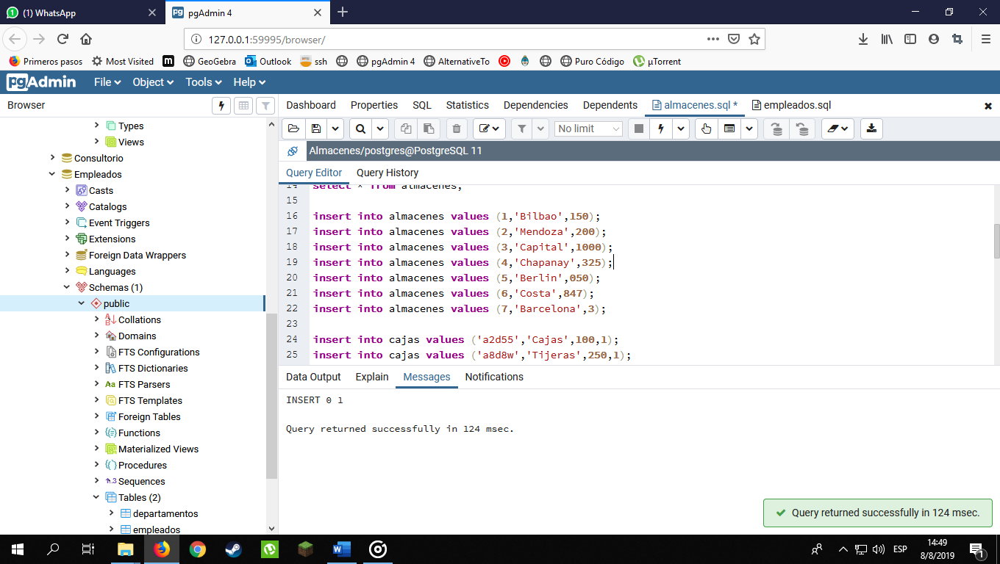 (1) WhatsApp
pgAdmin 4
127.0.0.1:59995/browser/
Primeros pasos Most Visited m GeoGebra Outlook ssh pgAdmin 4 AlternativeTo Puro Código µTorrent
pgAdmin File Object Tools Help
Browser
Types
Views
Consultorio
Empleados
Casts
Catalogs
Event Triggers
Extensions
Foreign Data Wrappers
Languages
Schemas (1)
public
Collations
Domains
FTS Configurations
FTS Dictionaries
Aa FTS Parsers
FTS Templates
Foreign Tables
Functions
Materialized Views
Procedures
1..3 Sequences
Tables (2)
departamentos
empleados
Dashboard Properties SQL Statistics Dependencies Dependents almacenes.sql * empleados.sql
No limit
Almacenes/postgres@PostgreSQL 11
Query Editor Query History
14 select * from almacenes;
15
16 insert into almacenes values (1,'Bilbao',150);
17 insert into almacenes values (2,'Mendoza',200);
18 insert into almacenes values (3,'Capital',1000);
19 insert into almacenes values (4,'Chapanay',325);
20 insert into almacenes values (5,'Berlin',050);
21 insert into almacenes values (6,'Costa',847);
22 insert into almacenes values (7,'Barcelona',3);
23
24 insert into cajas values ('a2d55','Cajas',100,1);
25 insert into cajas values ('a8d8w','Tijeras',250,1);
Data Output Explain Messages Notifications
INSERT 0 1
Query returned successfully in 124 msec.
Query returned successfully in 124 msec.
ESP
14:49
8/8/2019
1